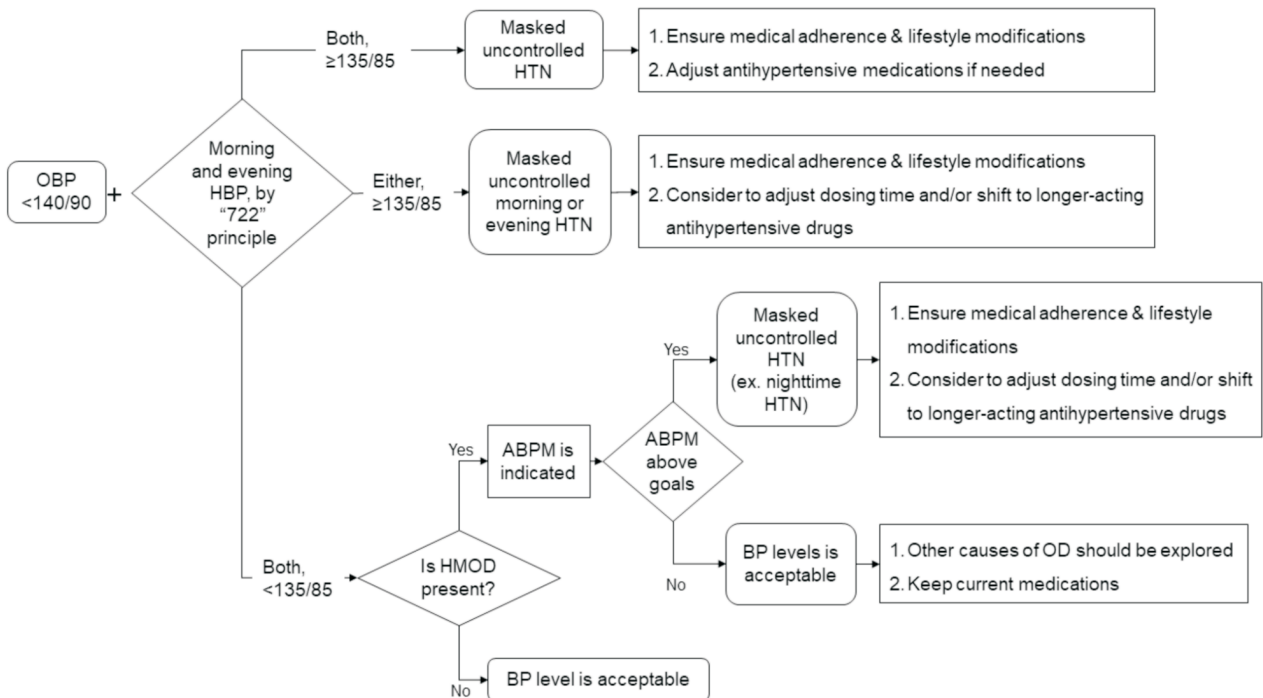 OBP
<140/90
+
Morning
and evening
HBP, by
“722”
principle
Both,
≥135/85
Masked
uncontrolled
HTN
1. Ensure medical adherence & lifestyle modifications
2. Adjust antihypertensive medications if needed
Either,
≥135/85
Masked
uncontrolled
morning or
evening HTN
1. Ensure medical adherence & lifestyle modifications
2. Consider to adjust dosing time and/or shift to longer-acting
antihypertensive drugs
Both,
<135/85
Is HMOD
present?
Yes
ABPM is
indicated
ABPM
above
goals
Yes
Masked
uncontrolled
HTN
(ex. nighttime
HTN)
1. Ensure medical adherence & lifestyle
modifications
2. Consider to adjust dosing time and/or shift
to longer-acting antihypertensive drugs
No
BP levels is
acceptable
1. Other causes of OD should be explored
2. Keep current medications
No
BP level is acceptable